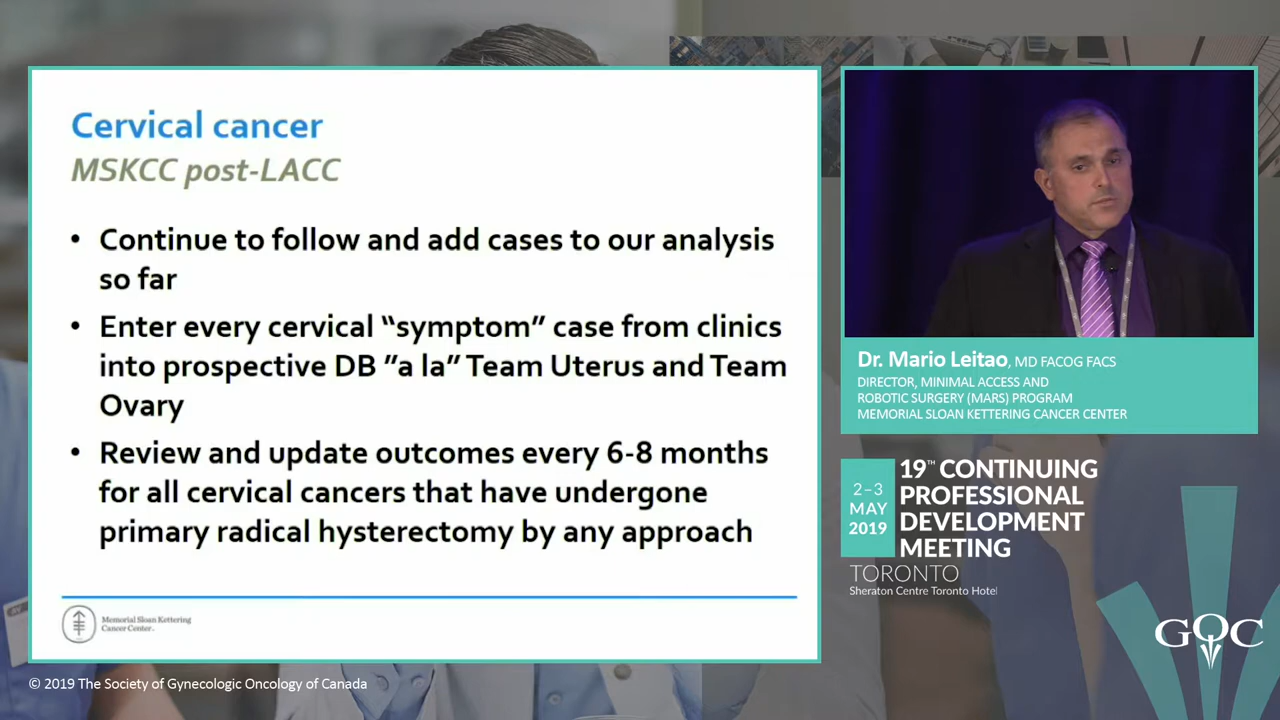 Cervical cancer
MSKCC post-LACC
• Continue to follow and add cases to our analysis
so far
• Enter every cervical “symptom” case from clinics
into prospective DB ”a la” Team Uterus and Team
Ovary
• Review and update outcomes every 6-8 months
for all cervical cancers that have undergone
primary radical hysterectomy by any approach
Memorial Sloan Kettering
Cancer Center
Dr. Mario Leitao, MD FACOG FACS
DIRECTOR, MINIMAL ACCESS AND
ROBOTIC SURGERY (MARS) PROGRAM
MEMORIAL SLOAN KETTERING CANCER CENTER
2–3
MAY
2019
19TH CONTINUING
PROFESSIONAL
DEVELOPMENT
MEETING
TORONTO
Sheraton Centre Toronto Hotel
GOC
© 2019 The Society of Gynecologic Oncology of Canada